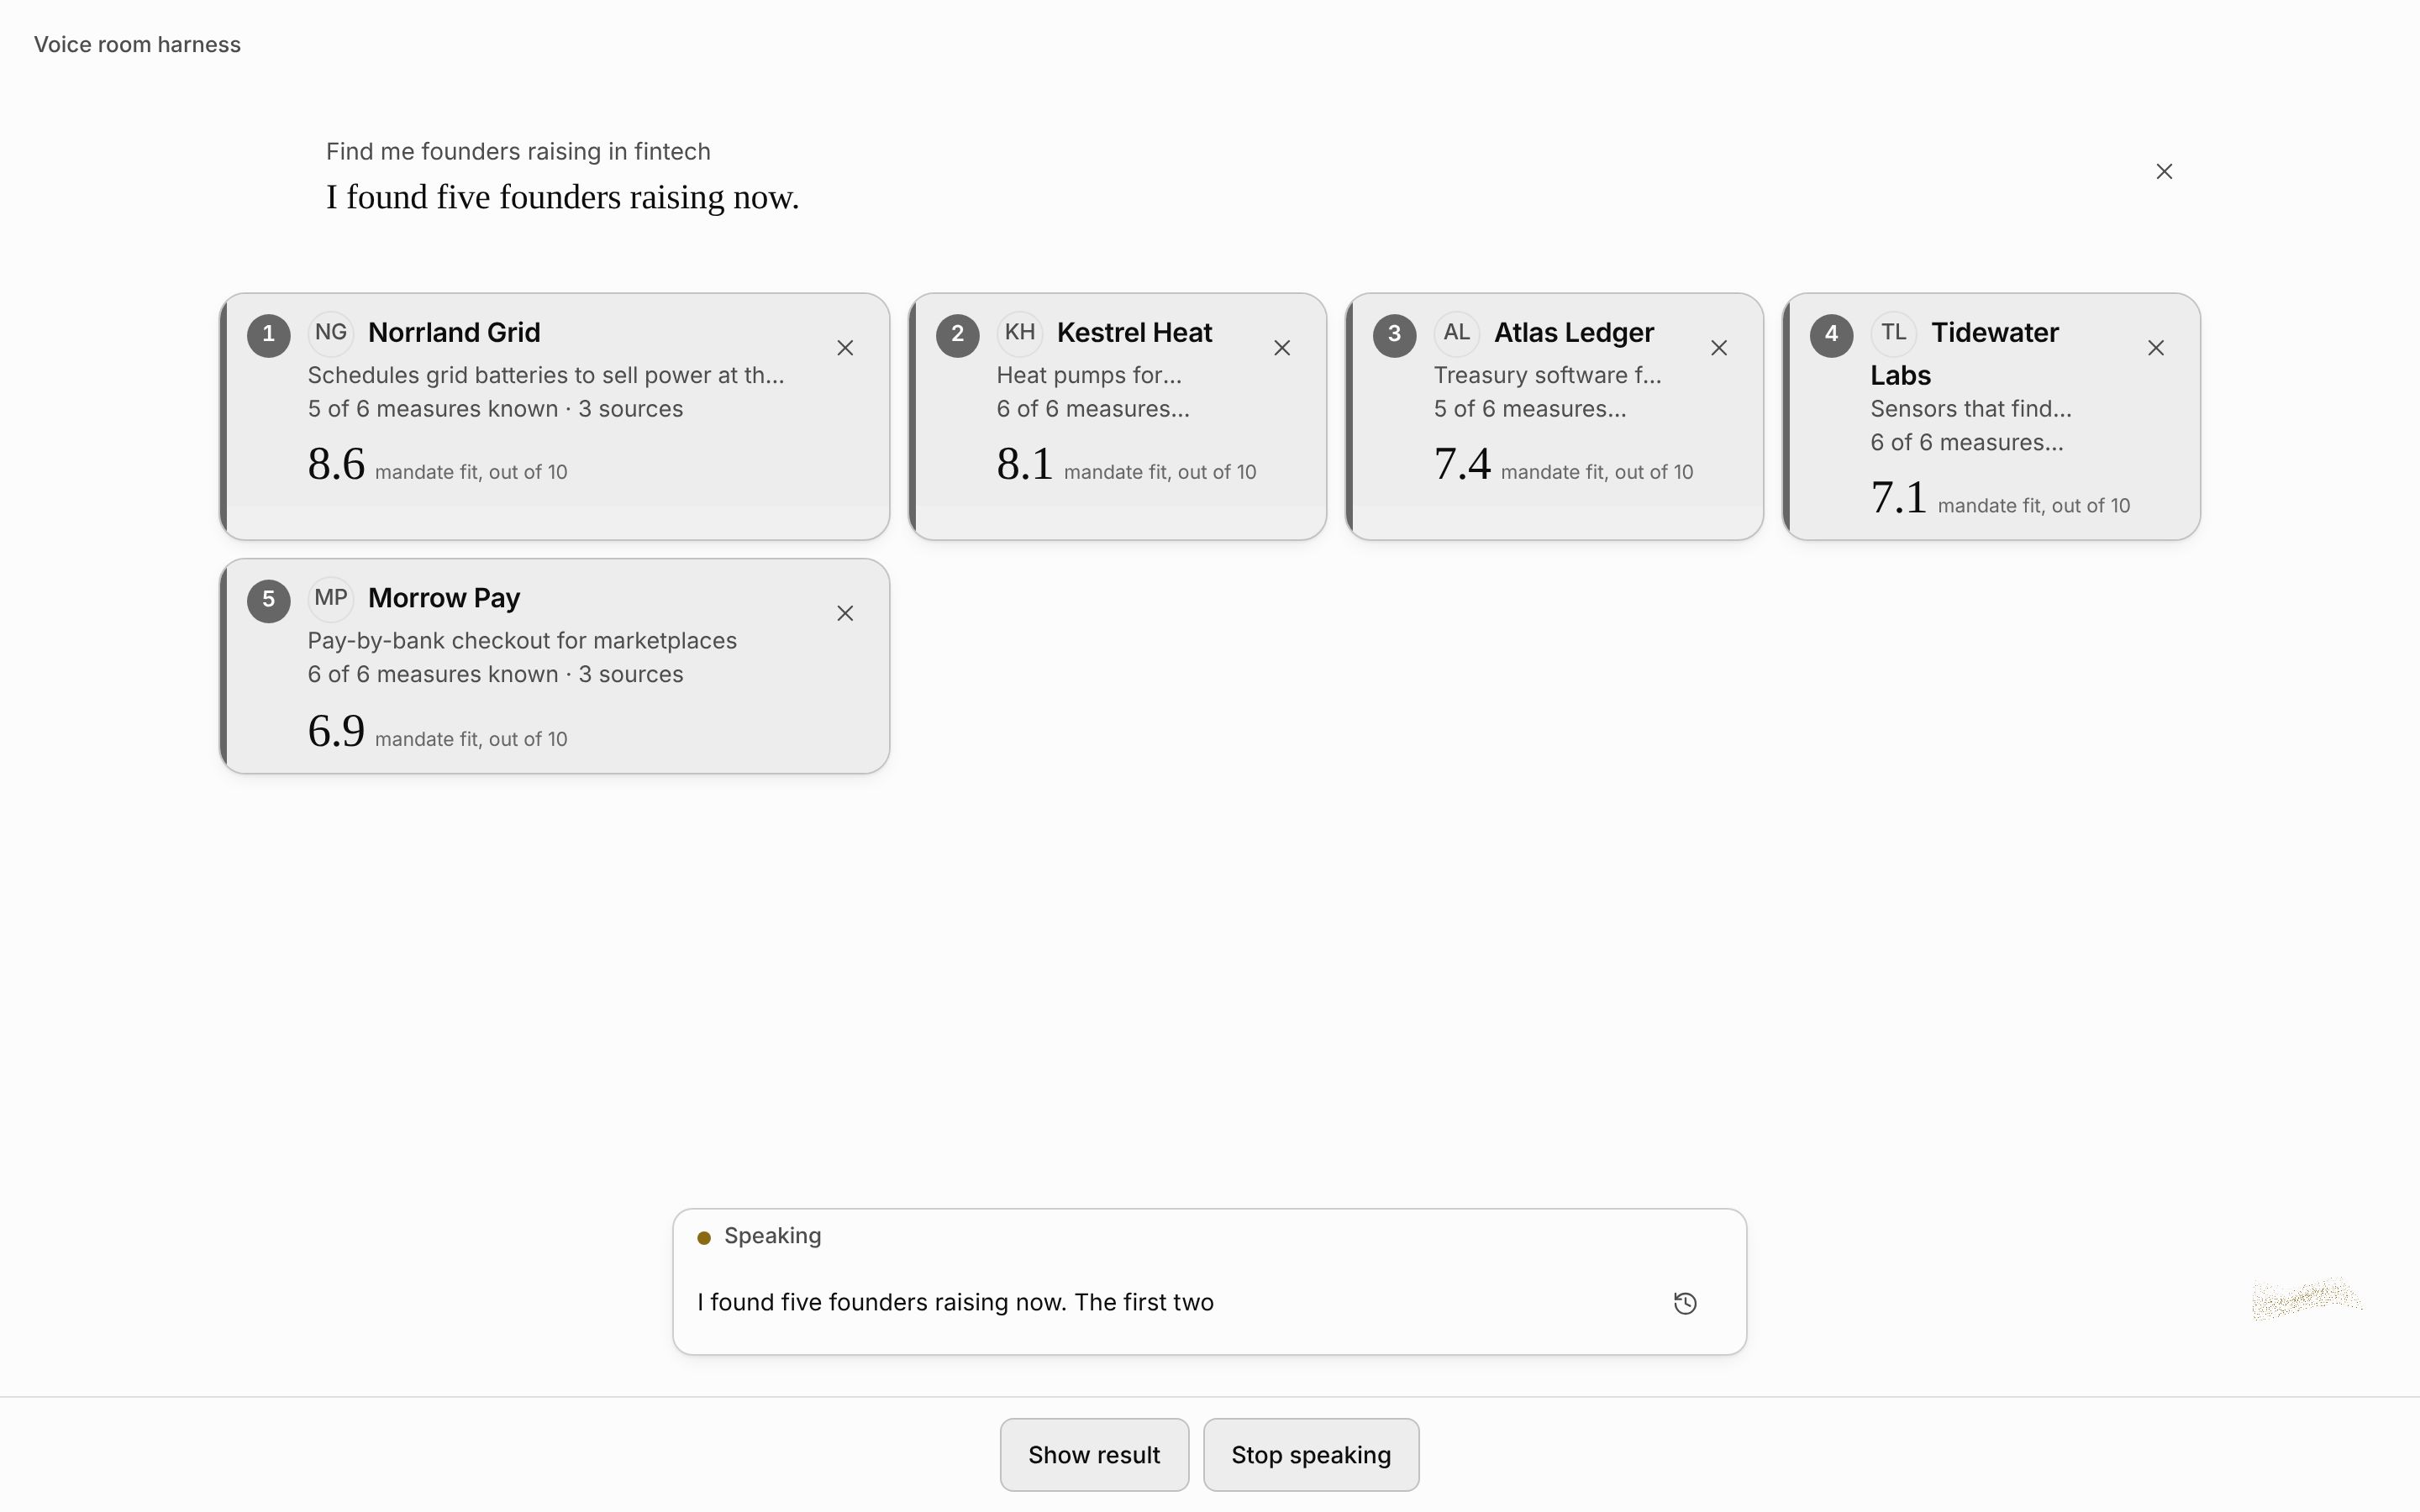 Voice room harness
Find me founders raising in fintech
I found five founders raising now.
1 NG Norrland Grid
Schedules grid batteries to sell power at th...
5 of 6 measures known · 3 sources
8.6 mandate fit, out of 10
2 KH Kestrel Heat
Heat pumps for...
6 of 6 measures...
8.1 mandate fit, out of 10
3 AL Atlas Ledger
Treasury software f...
5 of 6 measures...
7.4 mandate fit, out of 10
4 TL Tidewater
Labs
Sensors that find...
6 of 6 measures...
7.1 mandate fit, out of 10
5 MP Morrow Pay
Pay-by-bank checkout for marketplaces
6 of 6 measures known · 3 sources
6.9 mandate fit, out of 10
Speaking
I found five founders raising now. The first two
Show result
Stop speaking